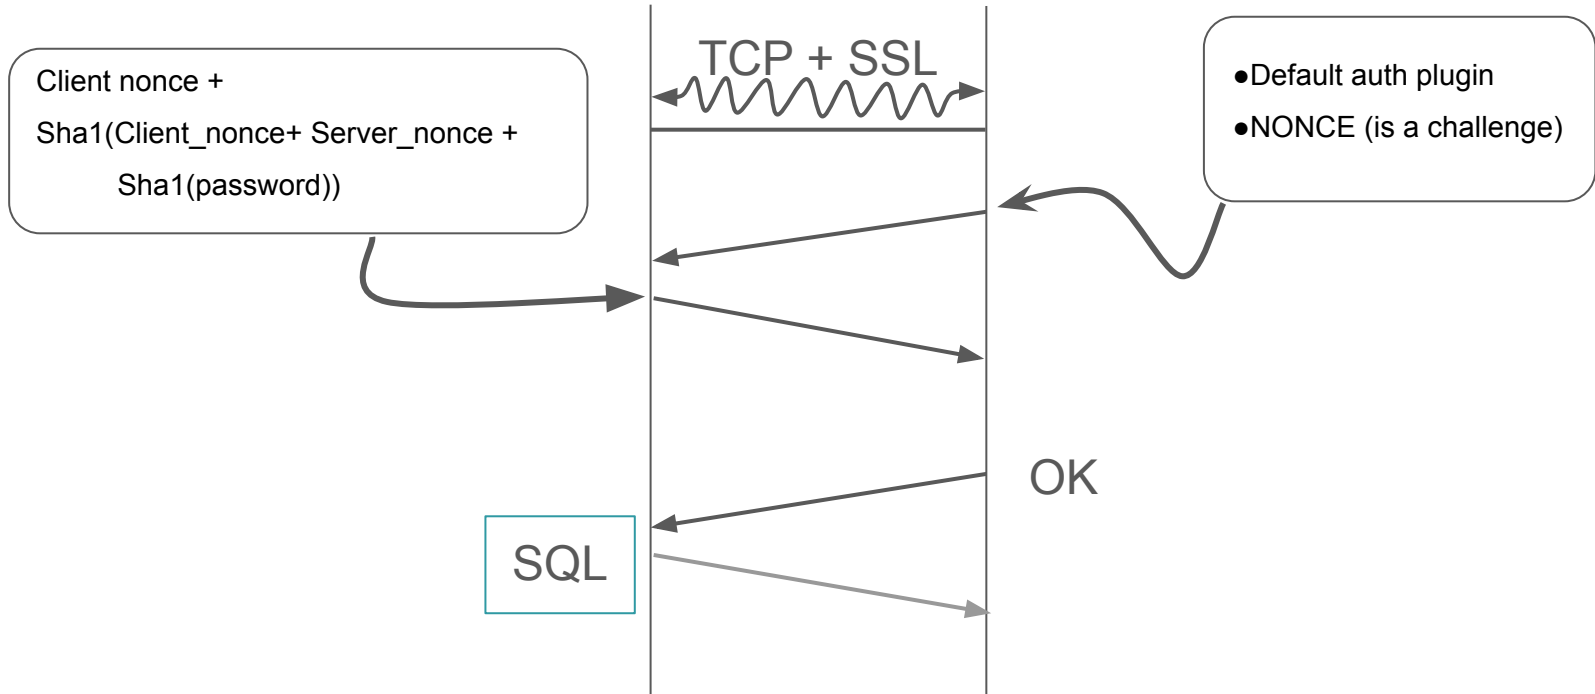 TCP + SSL
Client nonce +
Sha1(Client_nonce+ Server_nonce +
Sha1(password))
●Default auth plugin
●NONCE (is a challenge)
OK
SQL